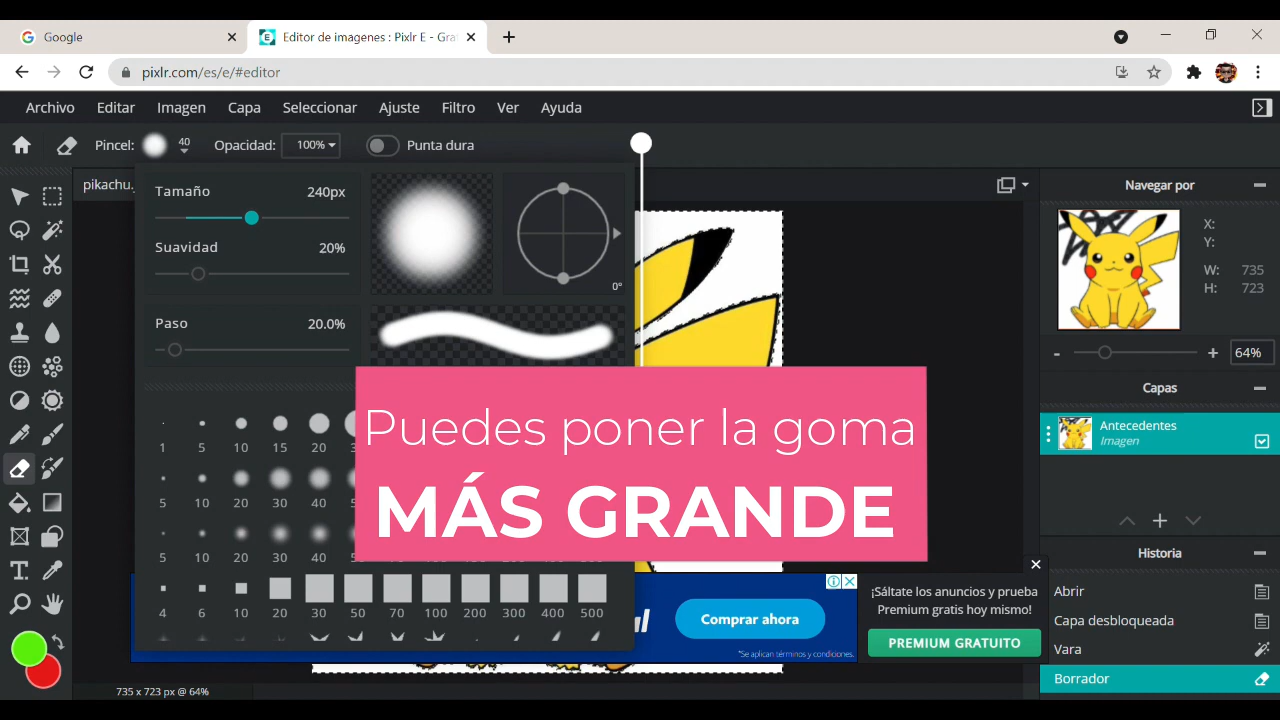 Google
Editor de imagenes : Pixlr E - Gra
pixlr.com/es/e/#editor
Archivo Editar Imagen Capa Seleccionar Ajuste Filtro Ver Ayuda
Pincel: 40 Opacidad: 100% Punta dura
pikachu.
Tamaño 240px
Suavidad 20%
0°
Paso 20.0%
1 5 10 15 20
5 10 20 30 40
5 10 20 30 40
4 6 10 20 30 50 70 100 200 300 400 500
Puedes poner la goma
MÁS GRANDE
Comprar ahora
*Se aplican términos y condiciones.
¡Sáltate los anuncios y prueba
Premium gratis hoy mismo!
PREMIUM GRATUITO
Navegar por
X:
Y:
W: 735
H: 723
64%
Capas
Antecedentes
Imagen
Historia
Abrir
Capa desbloqueada
Vara
Borrador
735 x 723 px @ 64%